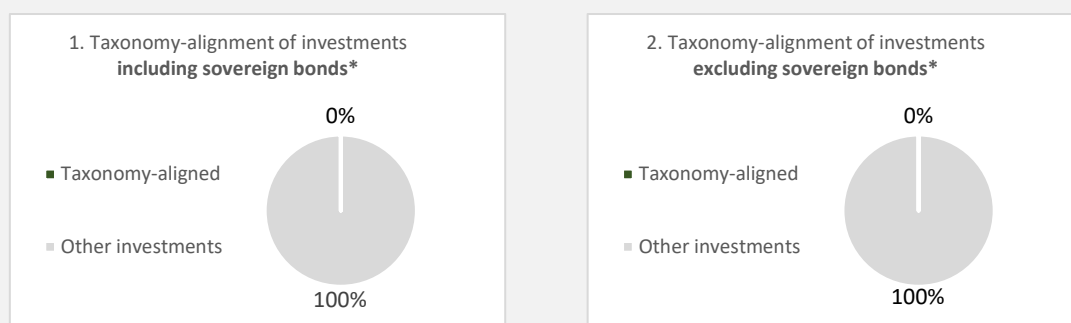 1. Taxonomy-alignment of investments
including sovereign bonds*
0%
Taxonomy-aligned
Other investments
100%
2. Taxonomy-alignment of investments
excluding sovereign bonds*
0%
Taxonomy-aligned
Other investments
100%